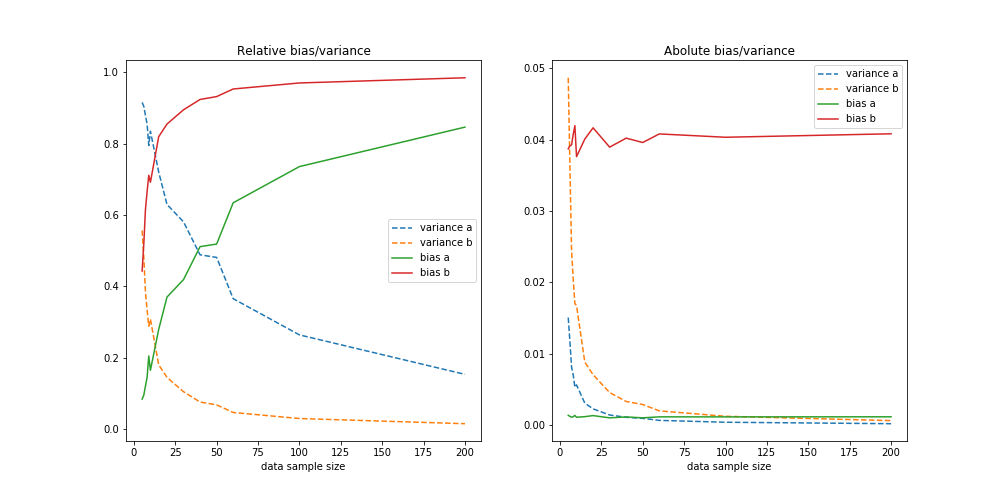 Relative bias/variance
1.0
0.8
0.6
0.4
0.2
0.0
variance a
variance b
bias a
bias b
0 25 50 75 100 125 150 175 200
data sample size
Abolute bias/variance
0.05
0.04
0.03
0.02
0.01
0.00
variance a
variance b
bias a
bias b
0 25 50 75 100 125 150 175 200
data sample size